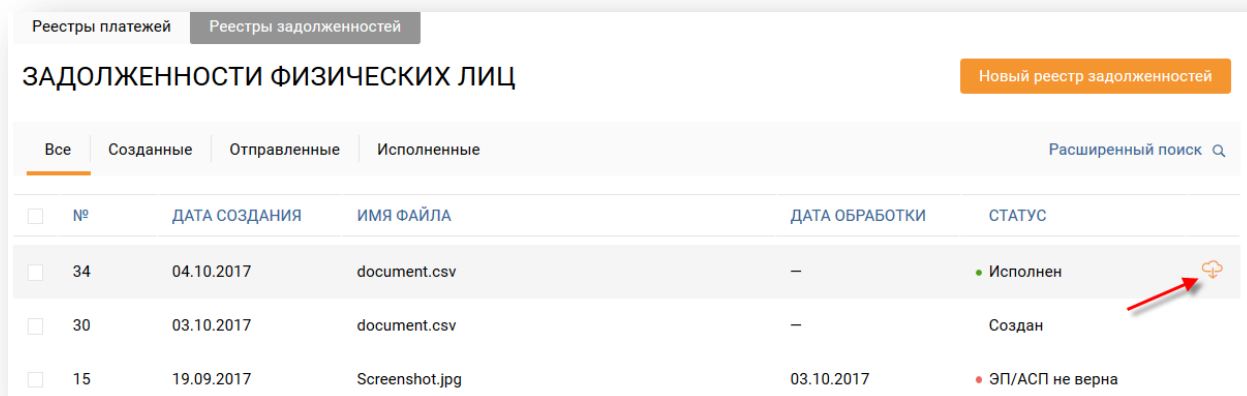 Реестры платежей Реестры задолженностей
ЗАДОЛЖЕННОСТИ ФИЗИЧЕСКИХ ЛИЦ Новый реестр задолженностей
Все Созданные Отправленные Исполненные Расширенный поиск
№ ДАТА СОЗДАНИЯ ИМЯ ФАЙЛА ДАТА ОБРАБОТКИ СТАТУС
34 04.10.2017 document.csv — Исполнен
30 03.10.2017 document.csv — Создан
15 19.09.2017 Screenshot.jpg 03.10.2017 ЭП/АСП не верна